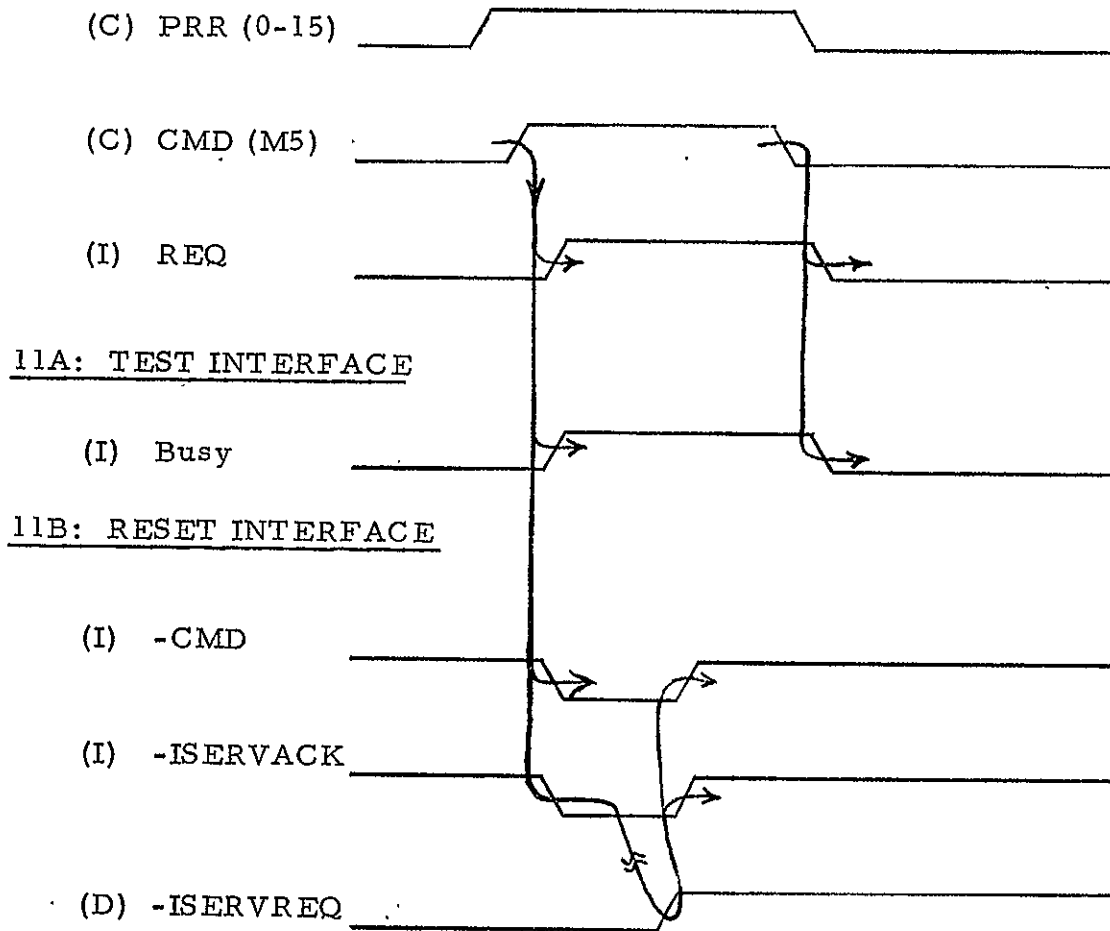 (C) PRR (0-15)
(C) CMD (M5)
(I) REQ
11A: TEST INTERFACE
(I) Busy
11B: RESET INTERFACE
(I) -CMD
(I) -ISERVACK
(D) -ISERVREQ